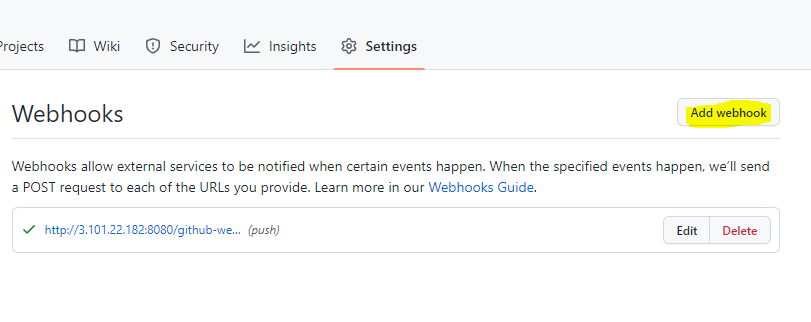 Projects Wiki Security Insights Settings
Webhooks Add webhook
Webhooks allow external services to be notified when certain events happen. When the specified events happen, we'll send
a POST request to each of the URLs you provide. Learn more in our Webhooks Guide.
http://3.101.22.182:8080/github-we... (push) Edit Delete